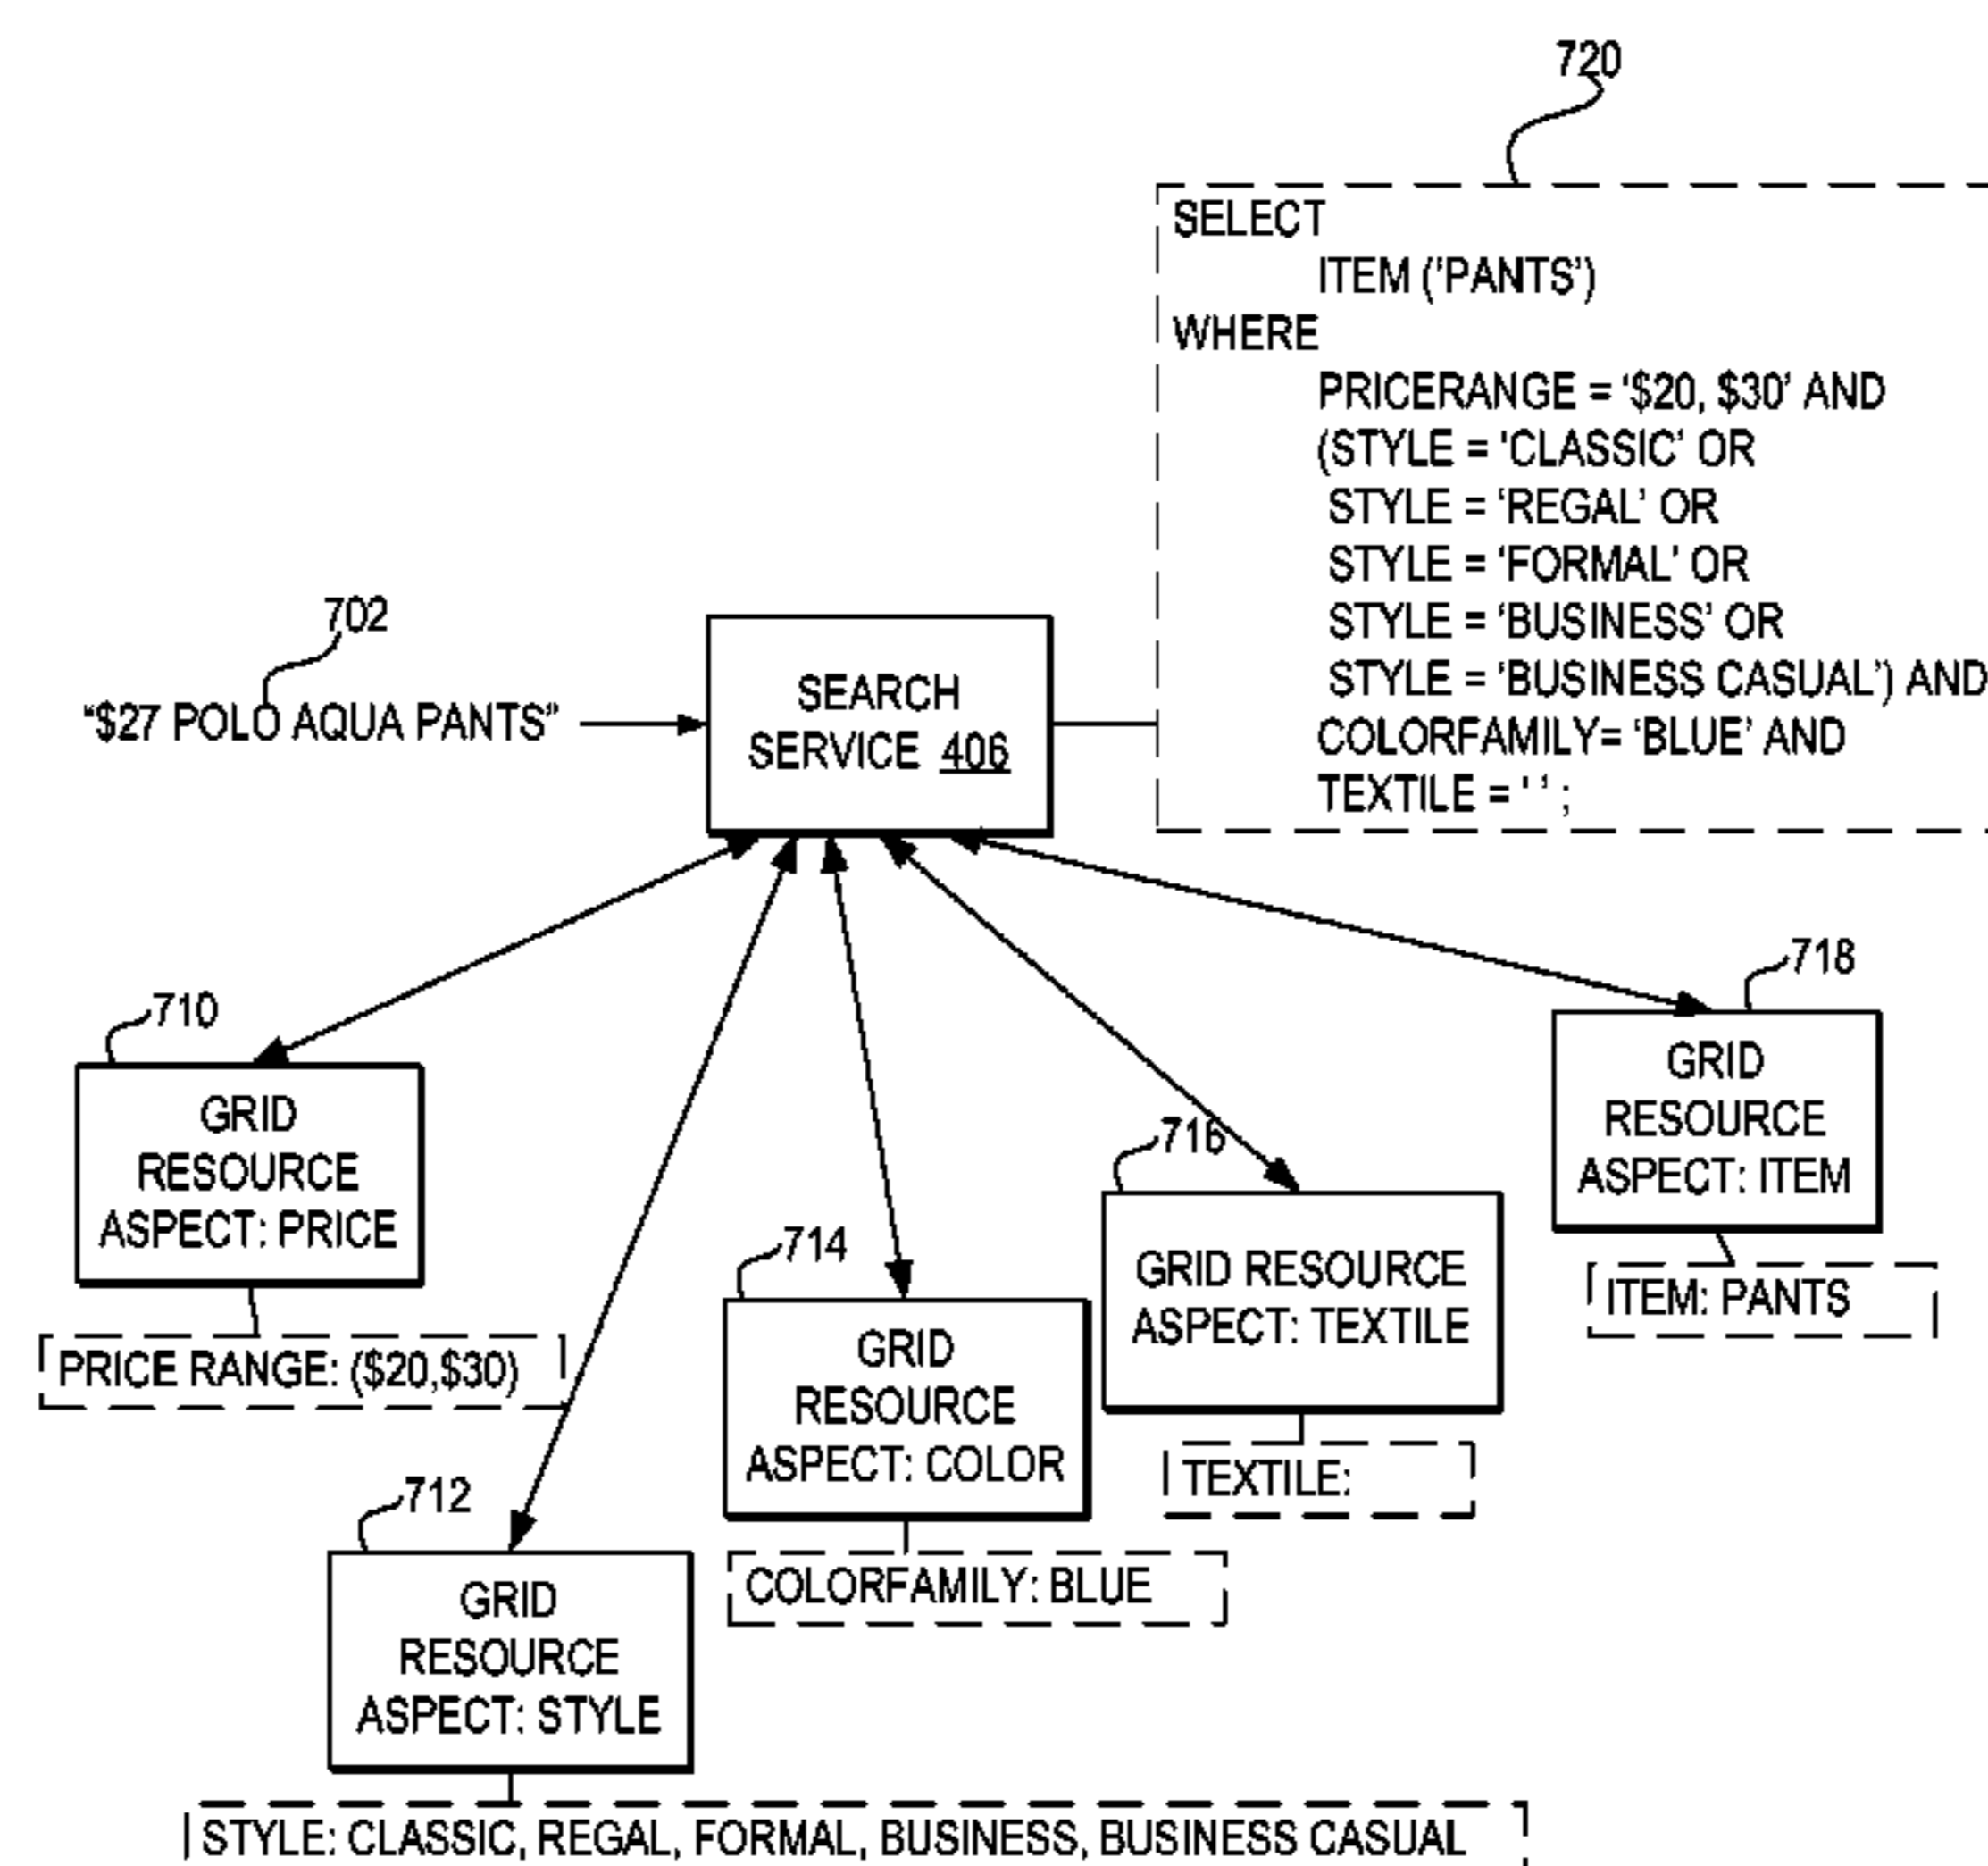 720
SELECT
ITEM ('PANTS')
WHERE
PRICERANGE = '$20, $30' AND
(STYLE = 'CLASSIC' OR
STYLE = 'REGAL' OR
STYLE = 'FORMAL' OR
STYLE = 'BUSINESS' OR
STYLE = 'BUSINESS CASUAL') AND
COLORFAMILY= 'BLUE' AND
TEXTILE = ' ' ;
702
"$27 POLO AQUA PANTS"
SEARCH
SERVICE 406
710
GRID
RESOURCE
ASPECT: PRICE
PRICE RANGE: ($20,$30)
712
GRID
RESOURCE
ASPECT: STYLE
STYLE: CLASSIC, REGAL, FORMAL, BUSINESS, BUSINESS CASUAL
714
GRID
RESOURCE
ASPECT: COLOR
COLORFAMILY: BLUE
716
GRID RESOURCE
ASPECT: TEXTILE
TEXTILE:
718
GRID
RESOURCE
ASPECT: ITEM
ITEM: PANTS